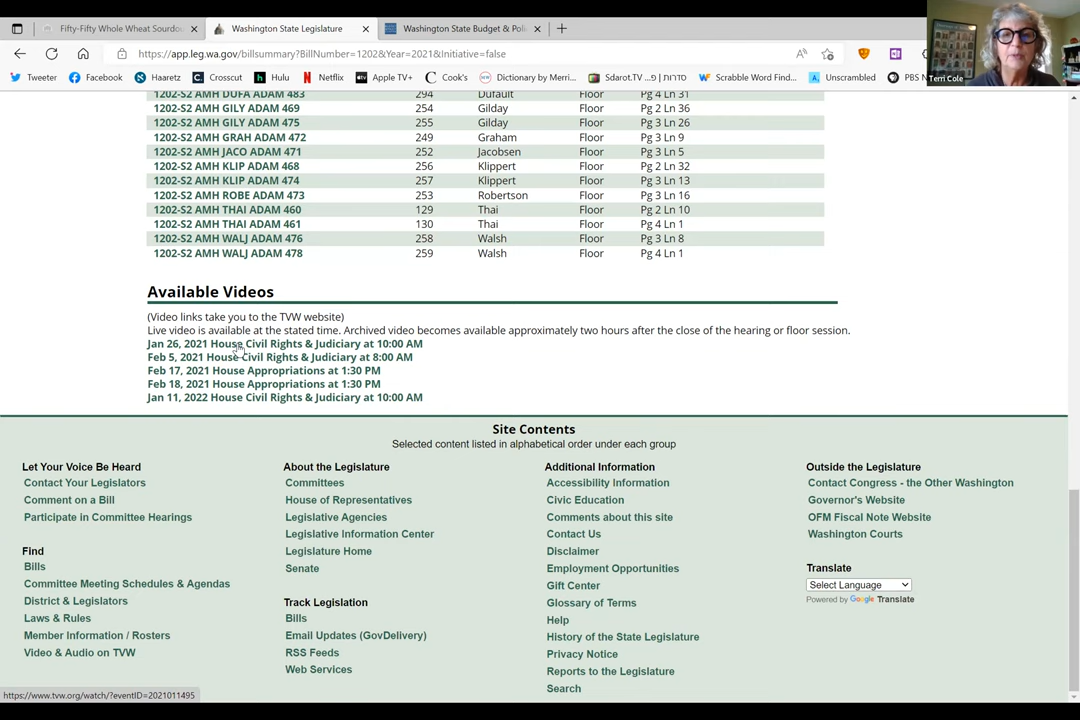 Fifty-Fifty Whole Wheat Sourdou
Washington State Legislature
Washington State Budget & Poli
https://app.leg.wa.gov/billsummary?BillNumber=1202&Year=2021&Initiative=false
Tweeter
Facebook
Haaretz
Crosscut
Hulu
Netflix
Apple TV+
Cook's
Dictionary by Merri...
Sdarot.TV סדרות | פ...
Scrabble Word Find...
Unscrambled
PBS
Terri Cole
1202-S2 AMH DUFA ADAM 483 294 Dufault Floor Pg 4 Ln 31
1202-S2 AMH GILY ADAM 469 254 Gilday Floor Pg 2 Ln 36
1202-S2 AMH GILY ADAM 475 255 Gilday Floor Pg 3 Ln 26
1202-S2 AMH GRAH ADAM 472 249 Graham Floor Pg 3 Ln 9
1202-S2 AMH JACO ADAM 471 252 Jacobsen Floor Pg 3 Ln 5
1202-S2 AMH KLIP ADAM 468 256 Klippert Floor Pg 2 Ln 32
1202-S2 AMH KLIP ADAM 474 257 Klippert Floor Pg 3 Ln 13
1202-S2 AMH ROBE ADAM 473 253 Robertson Floor Pg 3 Ln 16
1202-S2 AMH THAI ADAM 460 129 Thai Floor Pg 2 Ln 10
1202-S2 AMH THAI ADAM 461 130 Thai Floor Pg 4 Ln 1
1202-S2 AMH WALJ ADAM 476 258 Walsh Floor Pg 3 Ln 8
1202-S2 AMH WALJ ADAM 478 259 Walsh Floor Pg 4 Ln 1
Available Videos
(Video links take you to the TVW website)
Live video is available at the stated time. Archived video becomes available approximately two hours after the close of the hearing or floor session.
Jan 26, 2021 House Civil Rights & Judiciary at 10:00 AM
Feb 5, 2021 House Civil Rights & Judiciary at 8:00 AM
Feb 17, 2021 House Appropriations at 1:30 PM
Feb 18, 2021 House Appropriations at 1:30 PM
Jan 11, 2022 House Civil Rights & Judiciary at 10:00 AM
Site Contents
Selected content listed in alphabetical order under each group
Let Your Voice Be Heard
Contact Your Legislators
Comment on a Bill
Participate in Committee Hearings
Find
Bills
Committee Meeting Schedules & Agendas
District & Legislators
Laws & Rules
Member Information / Rosters
Video & Audio on TVW
About the Legislature
Committees
House of Representatives
Legislative Agencies
Legislative Information Center
Legislature Home
Senate
Track Legislation
Bills
Email Updates (GovDelivery)
RSS Feeds
Web Services
Additional Information
Accessibility Information
Civic Education
Comments about this site
Contact Us
Disclaimer
Employment Opportunities
Gift Center
Glossary of Terms
Help
History of the State Legislature
Privacy Notice
Reports to the Legislature
Search
Outside the Legislature
Contact Congress - the Other Washington
Governor's Website
OFM Fiscal Note Website
Washington Courts
Translate
Select Language
Powered by Google Translate
https://www.tvw.org/watch/?eventID=2021011495